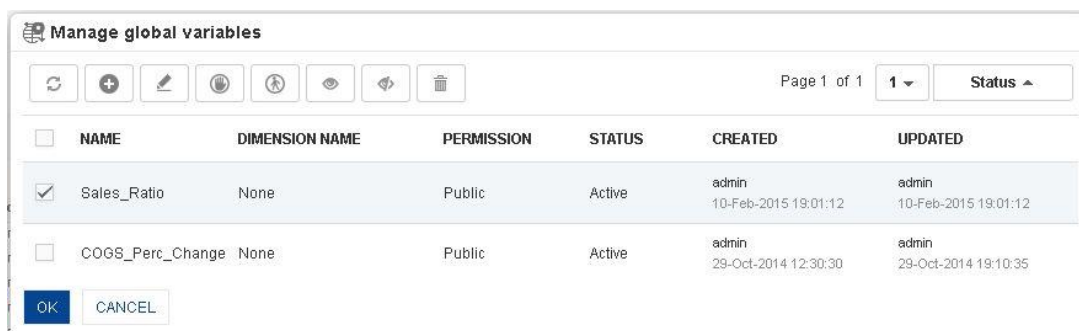 Manage global variables
Page 1 of 1 1 Status
NAME DIMENSION NAME PERMISSION STATUS CREATED UPDATED
Sales_Ratio None Public Active admin 10-Feb-2015 19:01:12 admin 10-Feb-2015 19:01:12
COGS_Perc_Change None Public Active admin 29-Oct-2014 12:30:30 admin 29-Oct-2014 19:10:35
OK CANCEL